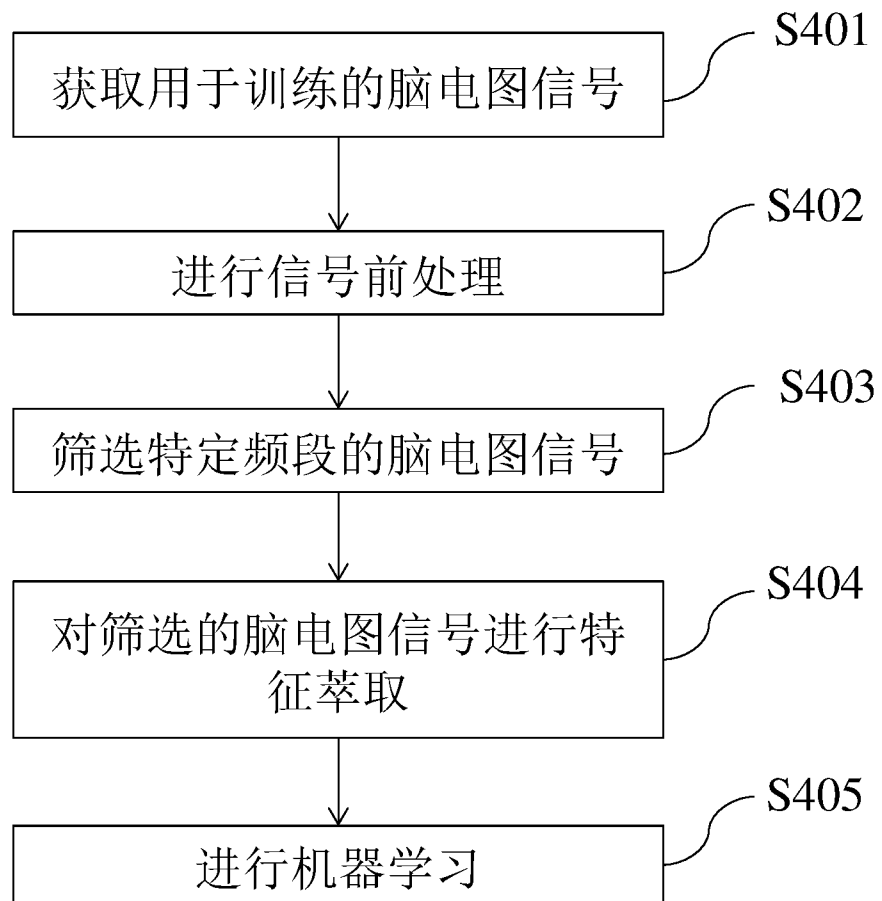 S401
获取用于训练的脑电图信号
S402
进行信号前处理
S403
筛选特定频段的脑电图信号
S404
对筛选的脑电图信号进行特
征萃取
S405
进行机器学习